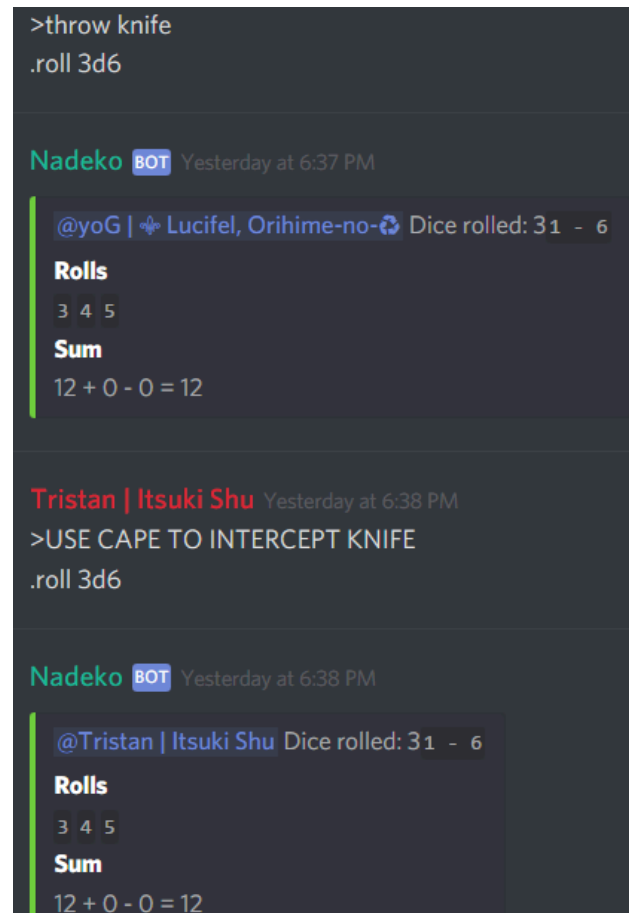 >throw knife
.roll 3d6
Nadeko BOT Yesterday at 6:37 PM
@yoG | ⚜ Lucifel, Orihime-no-♻ Dice rolled: 31 - 6
Rolls
3 4 5
Sum
12 + 0 - 0 = 12
Tristan | Itsuki Shu Yesterday at 6:38 PM
>USE CAPE TO INTERCEPT KNIFE
.roll 3d6
Nadeko BOT Yesterday at 6:38 PM
@Tristan | Itsuki Shu Dice rolled: 31 - 6
Rolls
3 4 5
Sum
12 + 0 - 0 = 12